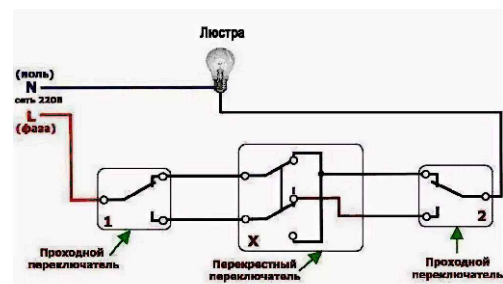 Люстра
(ноль)
N
сеть 220В
L
(фаза)
1
X
2
Проходной
переключатель
Перекрестный
переключатель
Проходной
переключатель